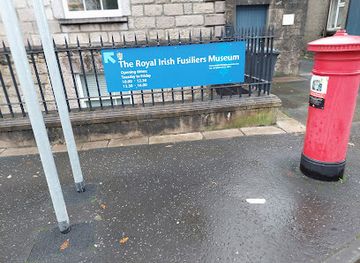 The Royal Irish Fusiliers Museum
Opening times:
Tuesday to Friday
10.00 - 12.30
13.30 - 16.00